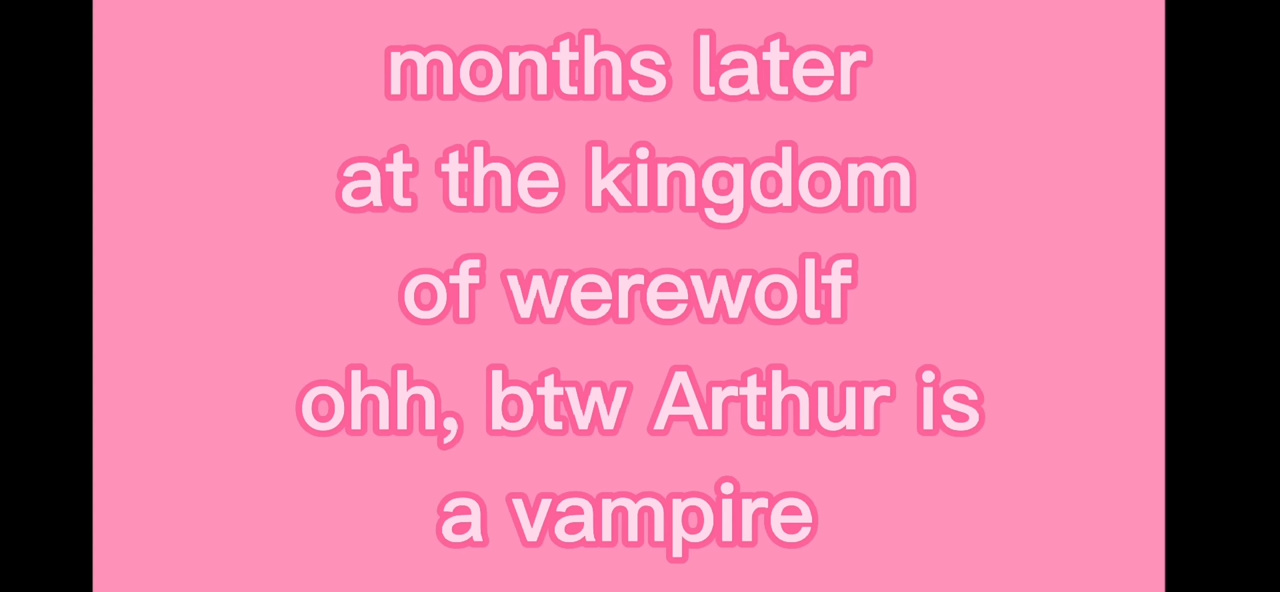 months later
at the kingdom
of werewolf
ohh, btw Arthur is
a vampire